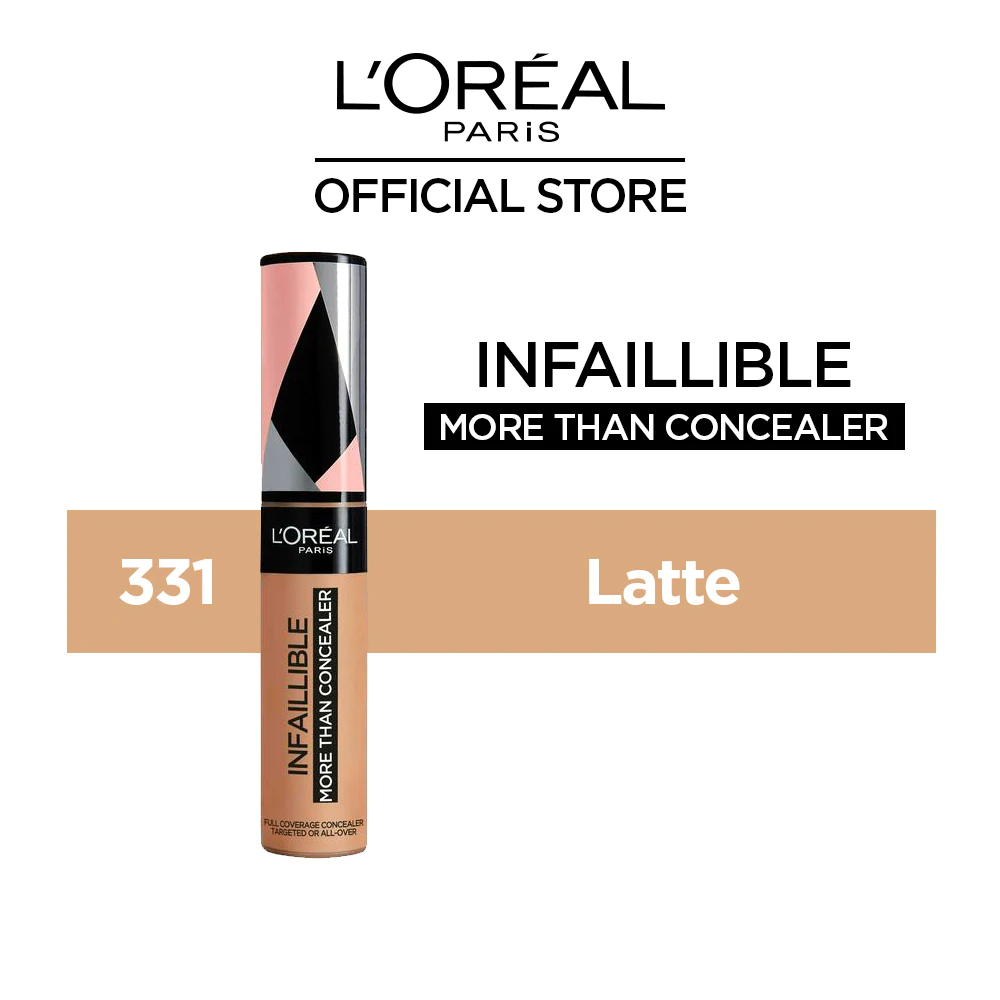 L'ORÉAL
PARiS
OFFICIAL STORE
INFAILLIBLE
MORE THAN CONCEALER
331
Latte
L'ORÉAL
PARiS
INFAILLIBLE
MORE THAN CONCEALER
FULL COVERAGE CONCEALER
TARGETED OR ALL-OVER